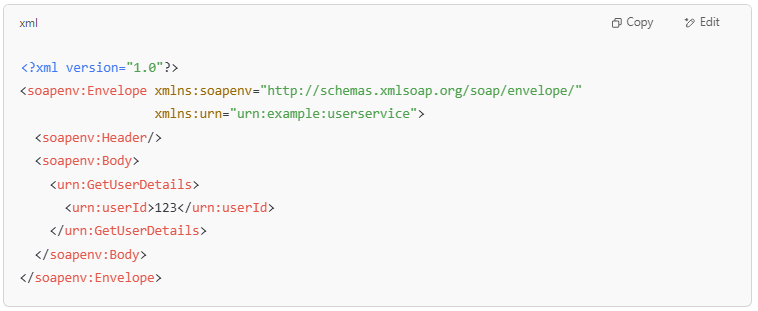 xml
Copy
Edit
<?xml version="1.0"?>
<soapenv:Envelope xmlns:soapenv="http://schemas.xmlsoap.org/soap/envelope/"
                  xmlns:urn="urn:example:userservice">
  <soapenv:Header/>
  <soapenv:Body>
    <urn:GetUserDetails>
      <urn:userId>123</urn:userId>
    </urn:GetUserDetails>
  </soapenv:Body>
</soapenv:Envelope>